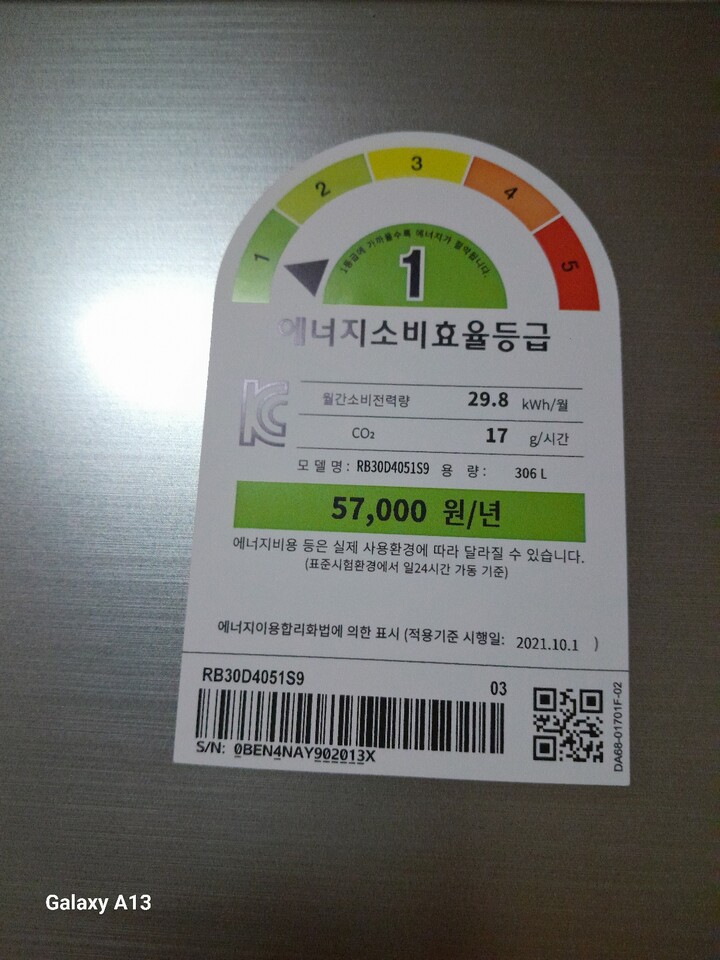 1 2 3 4 5
1등급에 가까울수록 에너지가 절약됩니다.
1
에너지소비효율등급
월간소비전력량 29.8 kWh/월
CO₂ 17 g/시간
모 델 명 : RB30D4051S9 용 량 : 306 L
57,000 원/년
에너지비용 등은 실제 사용환경에 따라 달라질 수 있습니다.
(표준시험환경에서 일24시간 가동 기준)
에너지이용합리화법에 의한 표시 (적용기준 시행일: 2021.10.1 )
RB30D4051S9 03
S/N: 0BEN4NAY902013X
DA68-01701F-02
Galaxy A13